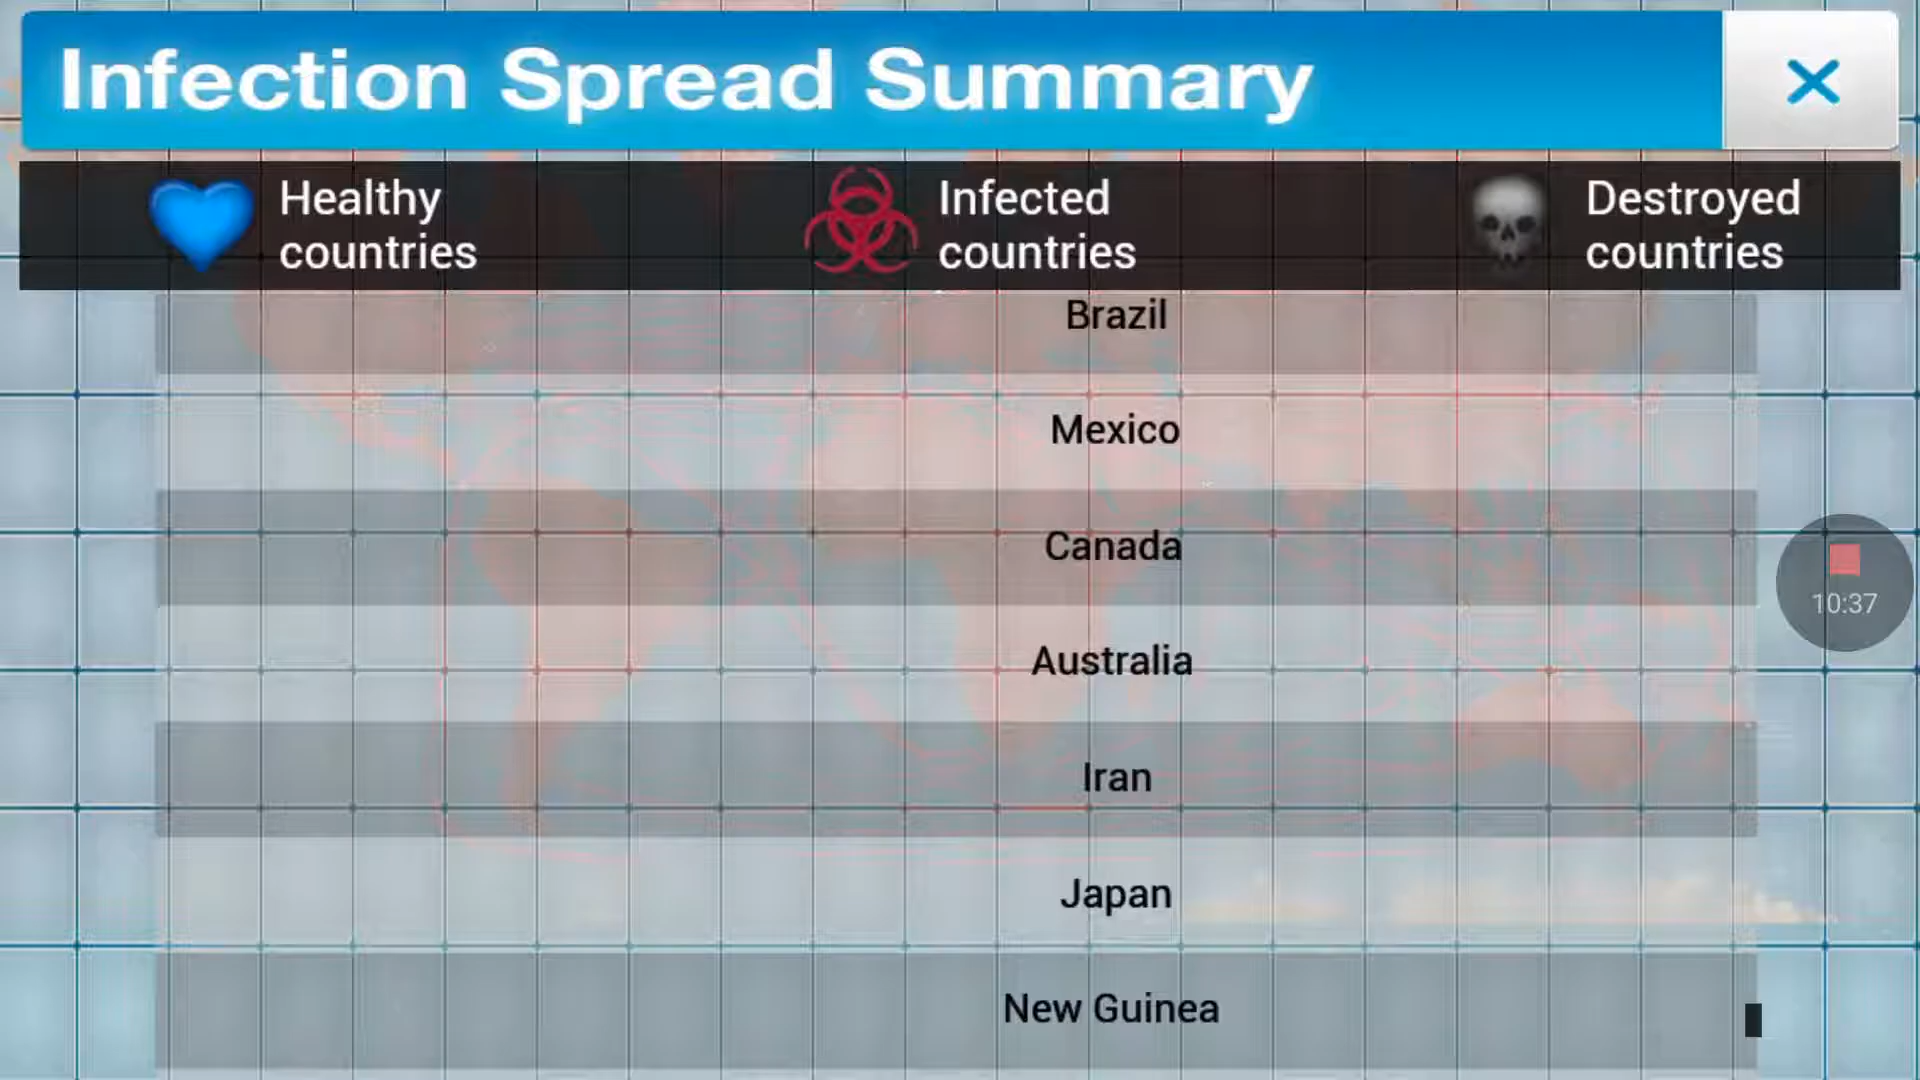 Infection Spread Summary
Healthy
countries
Infected
countries
Destroyed
countries
Brazil
Mexico
Canada
Australia
Iran
Japan
New Guinea
10:37